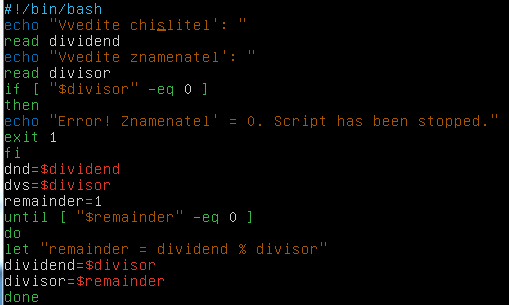 #!/bin/bash
echo "Vvedite chislitel': "
read dividend
echo "Vvedite znamenatel': "
read divisor
if [ "$divisor" -eq 0 ]
then
echo "Error! Znamenatel' = 0. Script has been stopped."
exit 1
fi
dnd=$dividend
dvs=$divisor
remainder=1
until [ "$remainder" -eq 0 ]
do
let "remainder = dividend % divisor"
dividend=$divisor
divisor=$remainder
done